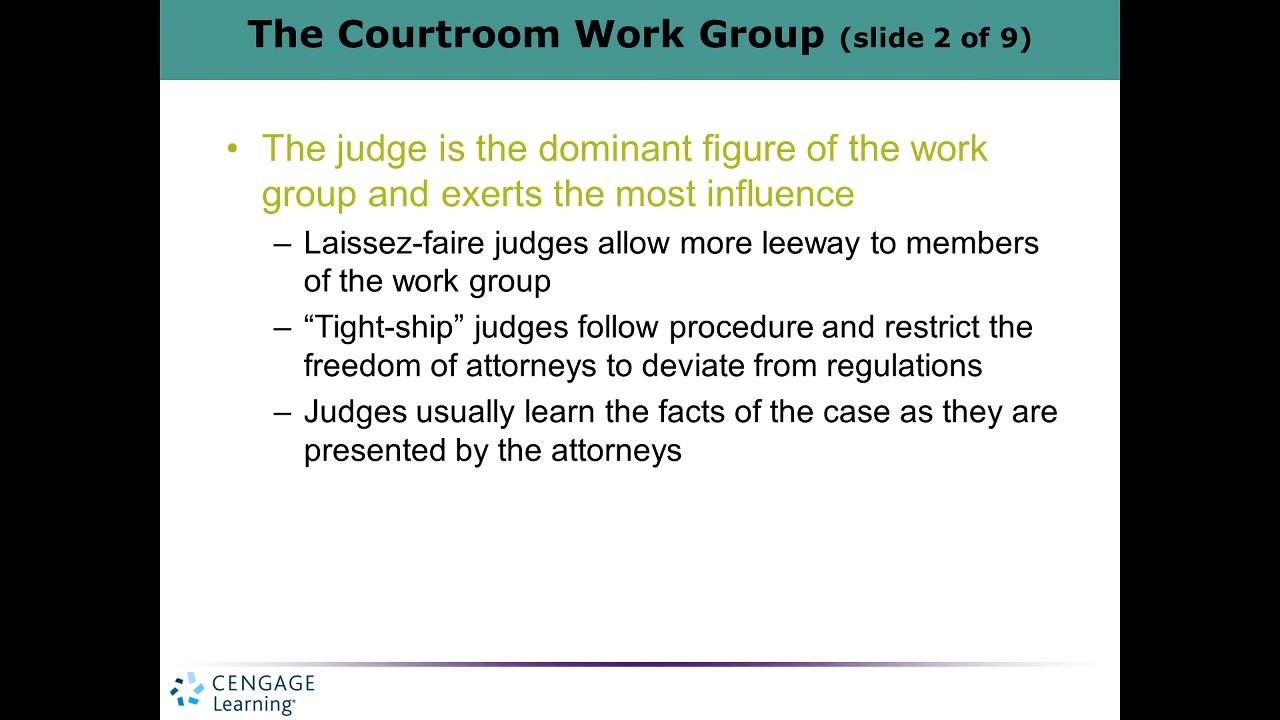 The Courtroom Work Group (slide 2 of 9)
• The judge is the dominant figure of the work
group and exerts the most influence
– Laissez-faire judges allow more leeway to members
of the work group
– “Tight-ship” judges follow procedure and restrict the
freedom of attorneys to deviate from regulations
– Judges usually learn the facts of the case as they are
presented by the attorneys
CENGAGE
Learning®